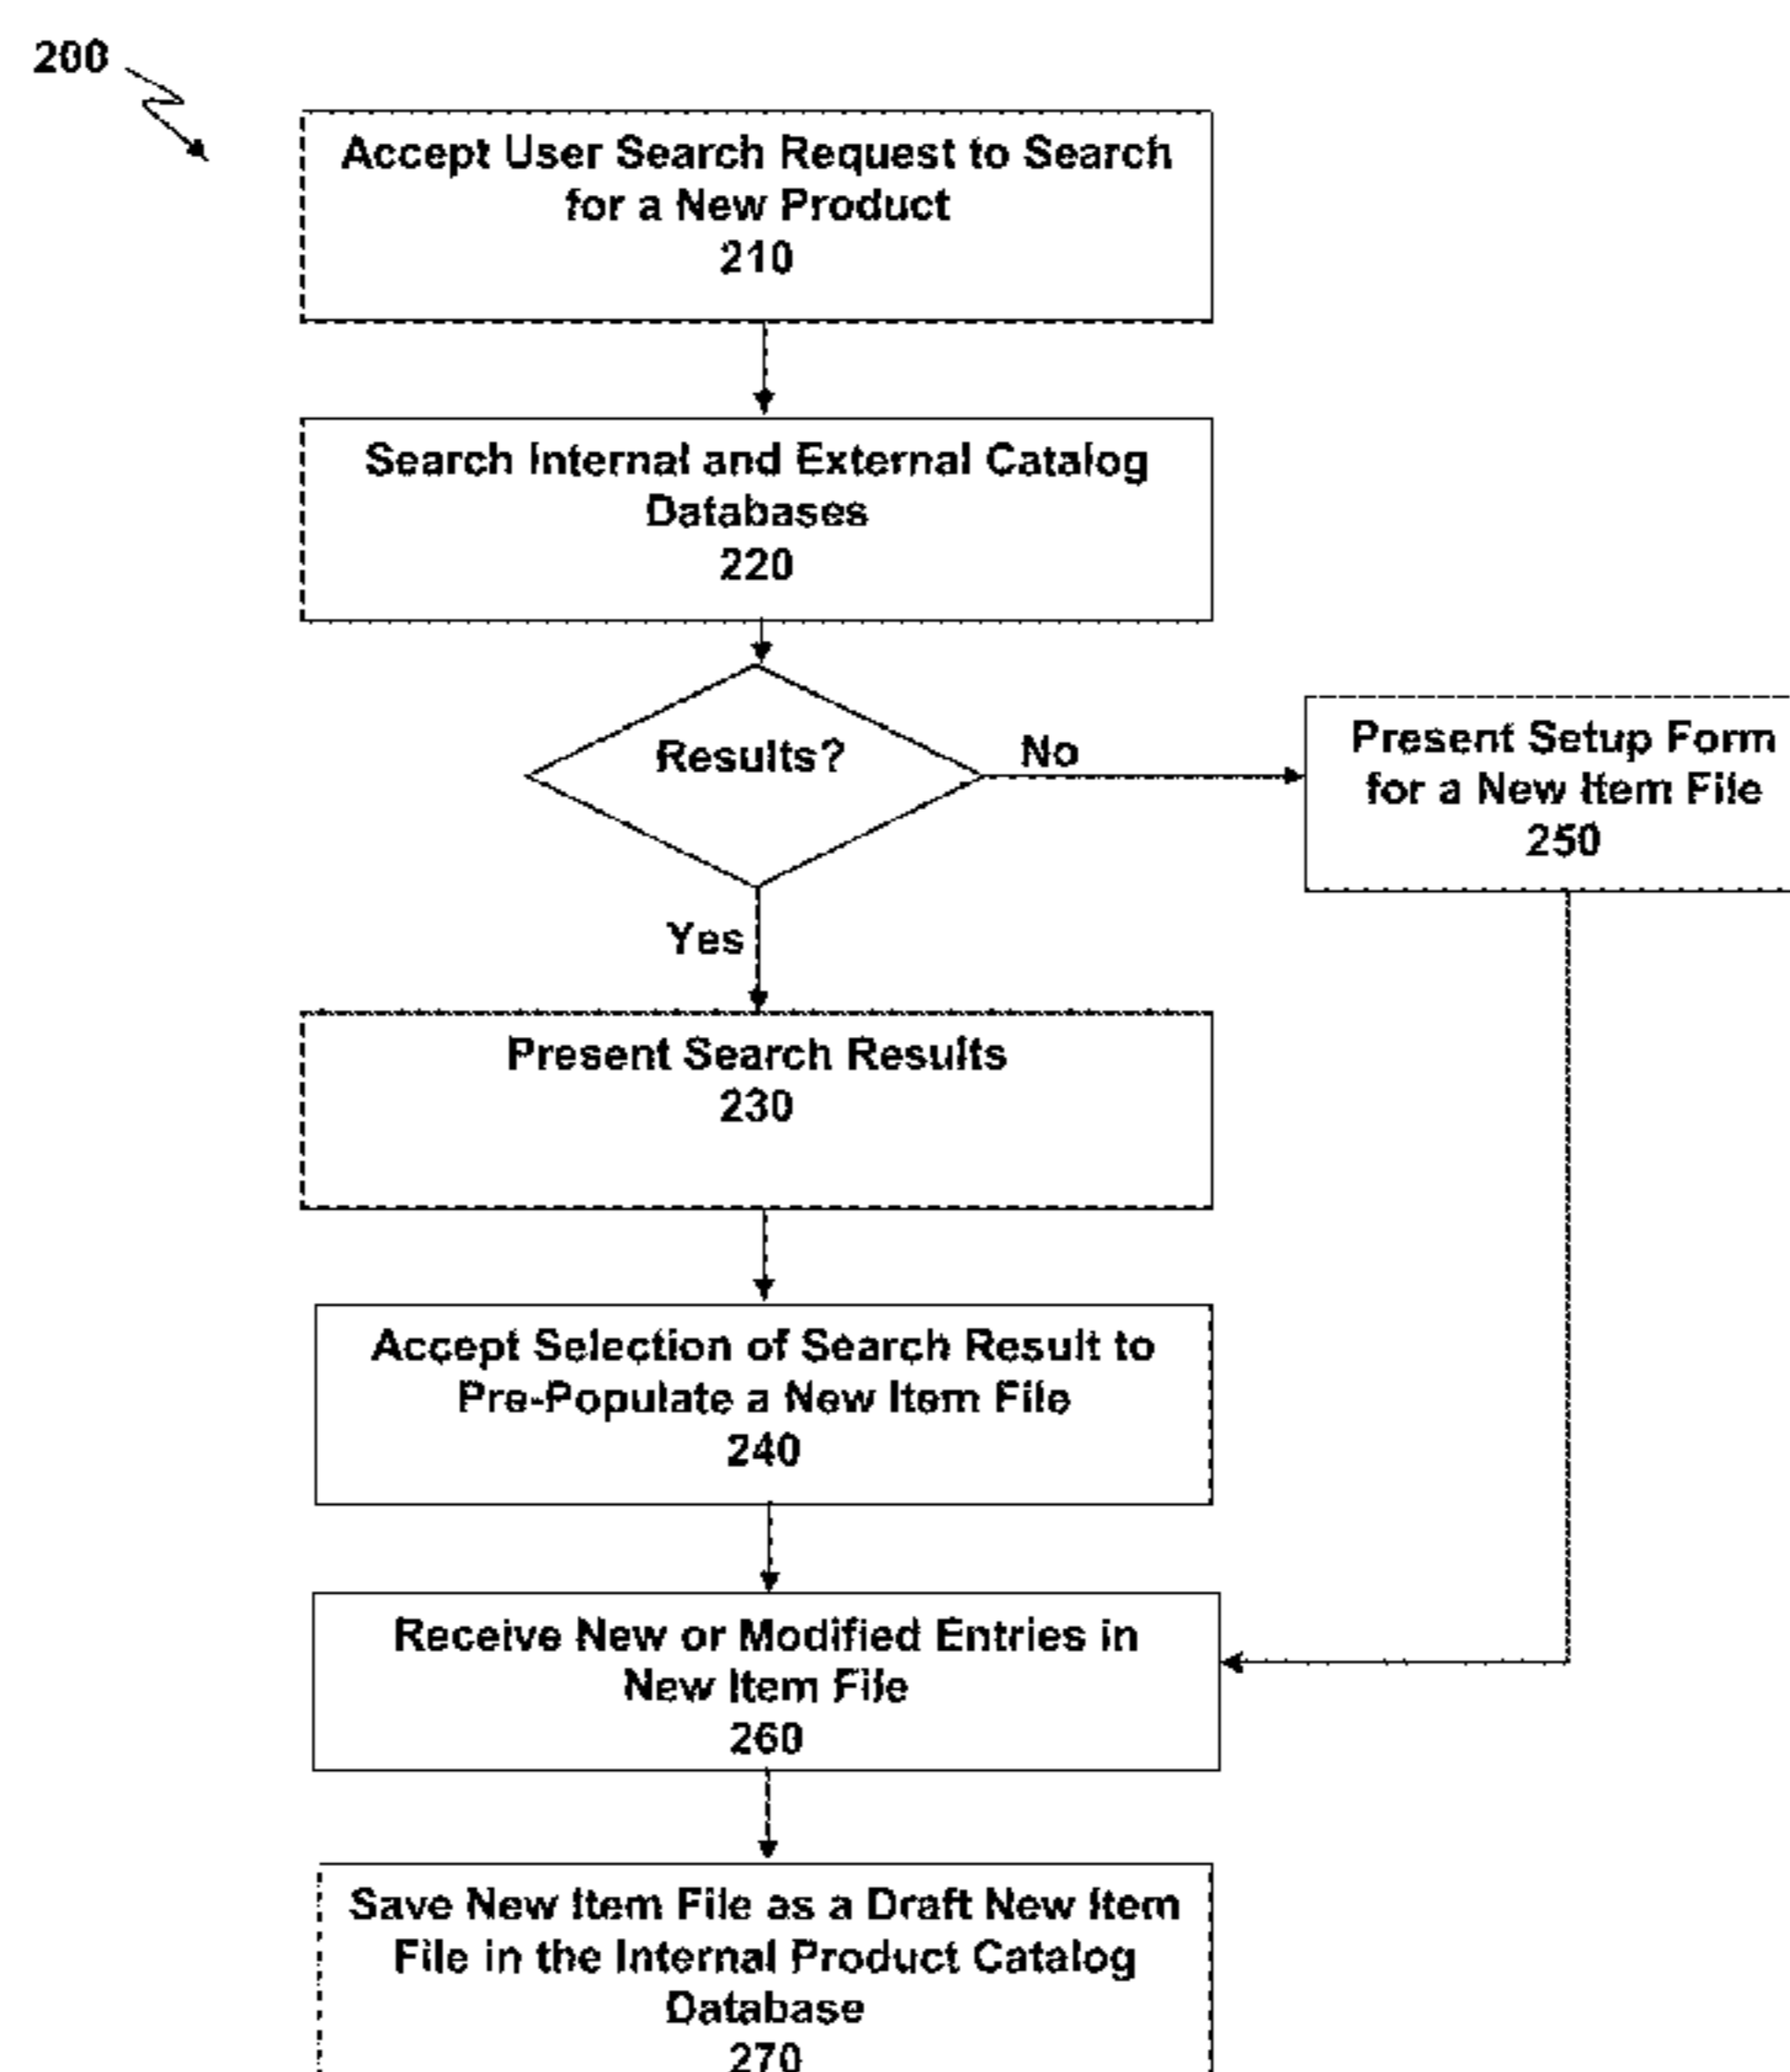 200
Accept User Search Request to Search
for a New Product
210
Search Internal and External Catalog
Databases
220
Results?
No
Present Setup Form
for a New Item File
250
Yes
Present Search Results
230
Accept Selection of Search Result to
Pre-Populate a New Item File
240
Receive New or Modified Entries in
New Item File
260
Save New Item File as a Draft New Item
File in the Internal Product Catalog
Database
270